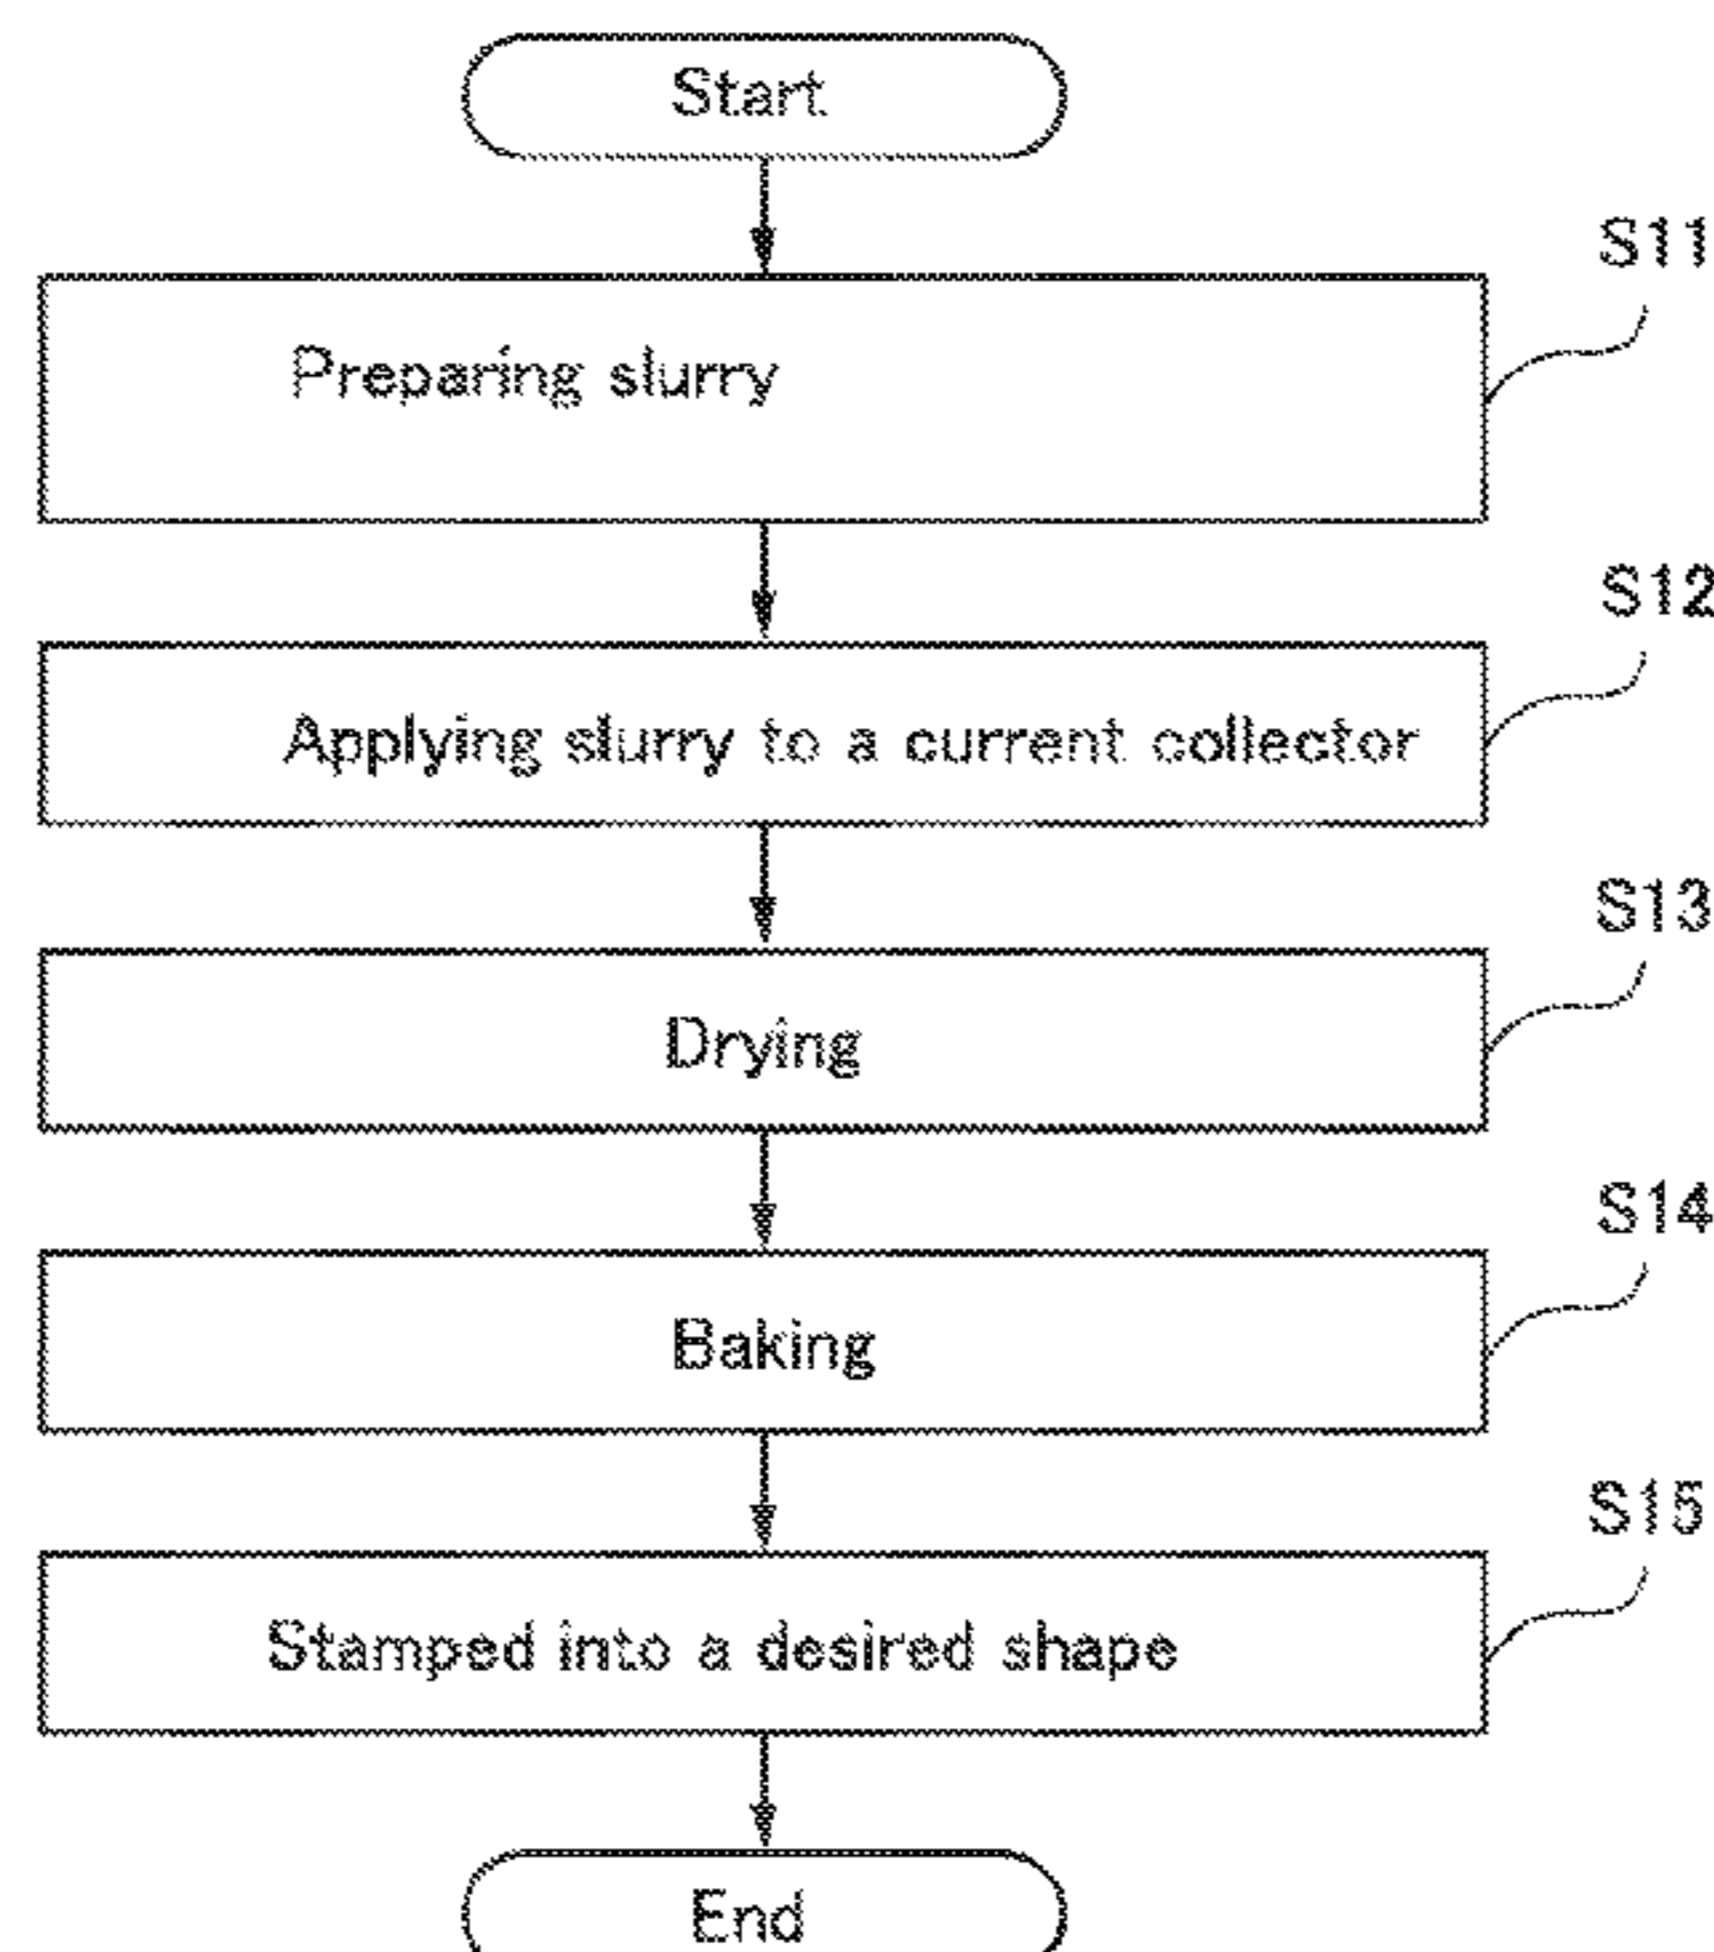 Start
S11
Preparing slurry
S12
Applying slurry to a current collector
S13
Drying
S14
Baking
S15
Stamped into a desired shape
End